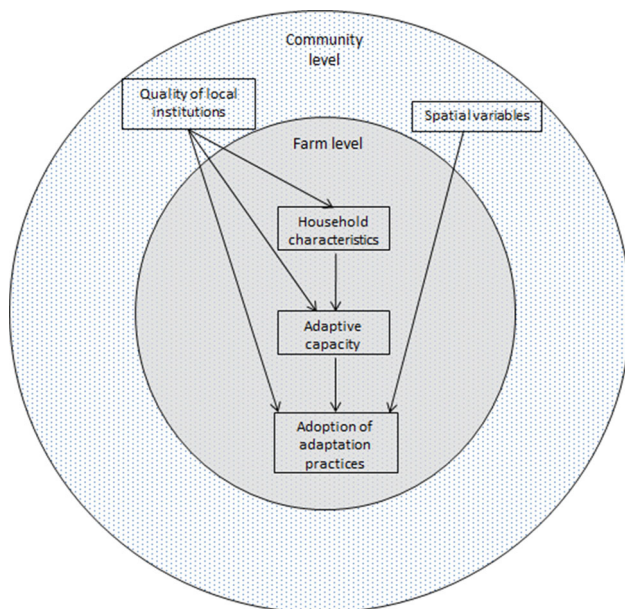 Community
level
Quality of local
institutions
Spatial variables
Farm level
Household
characteristics
Adaptive
capacity
Adoption of
adaptation
practices